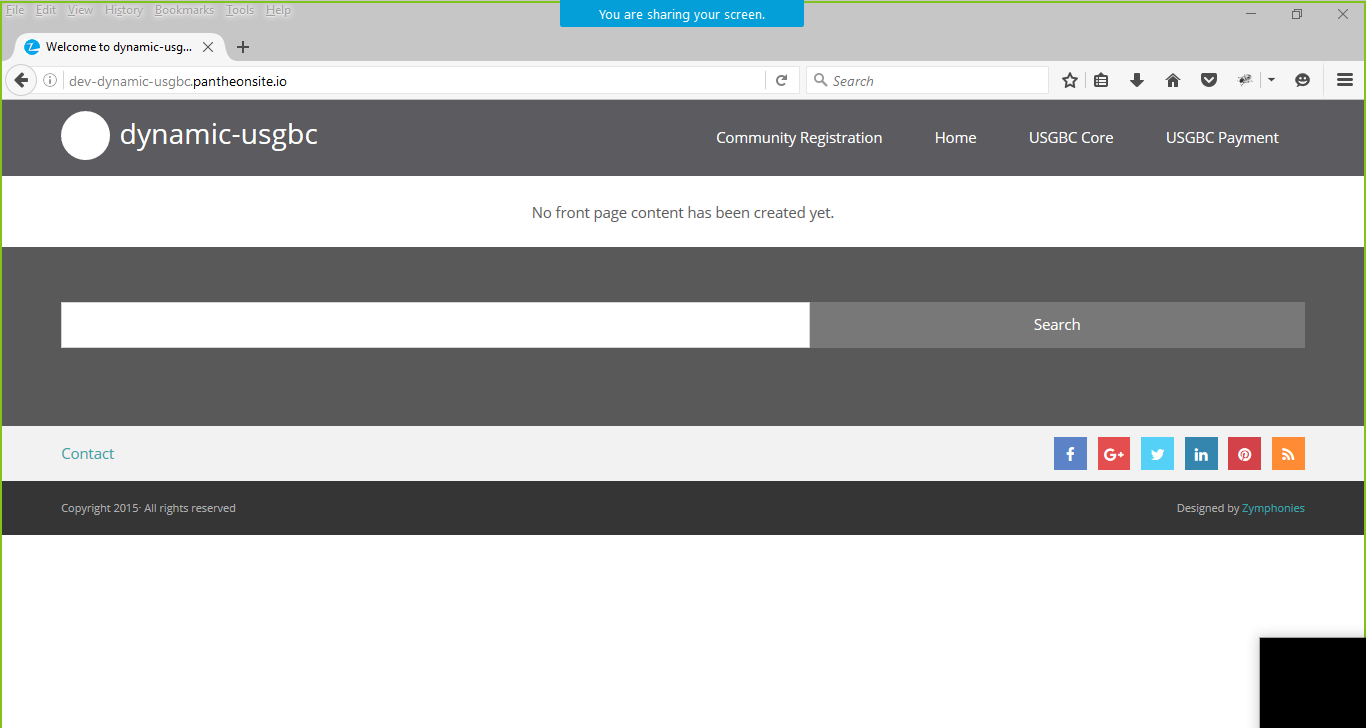 You are sharing your screen.
File Edit View History Bookmarks Tools Help
Welcome to dynamic-usg...
dev-dynamic-usgbc.pantheonsite.io
Search
dynamic-usgbc
Community Registration Home USGBC Core USGBC Payment
No front page content has been created yet.
Search
Contact
f G+ in
Copyright 2015· All rights reserved
Designed by Zymphonies